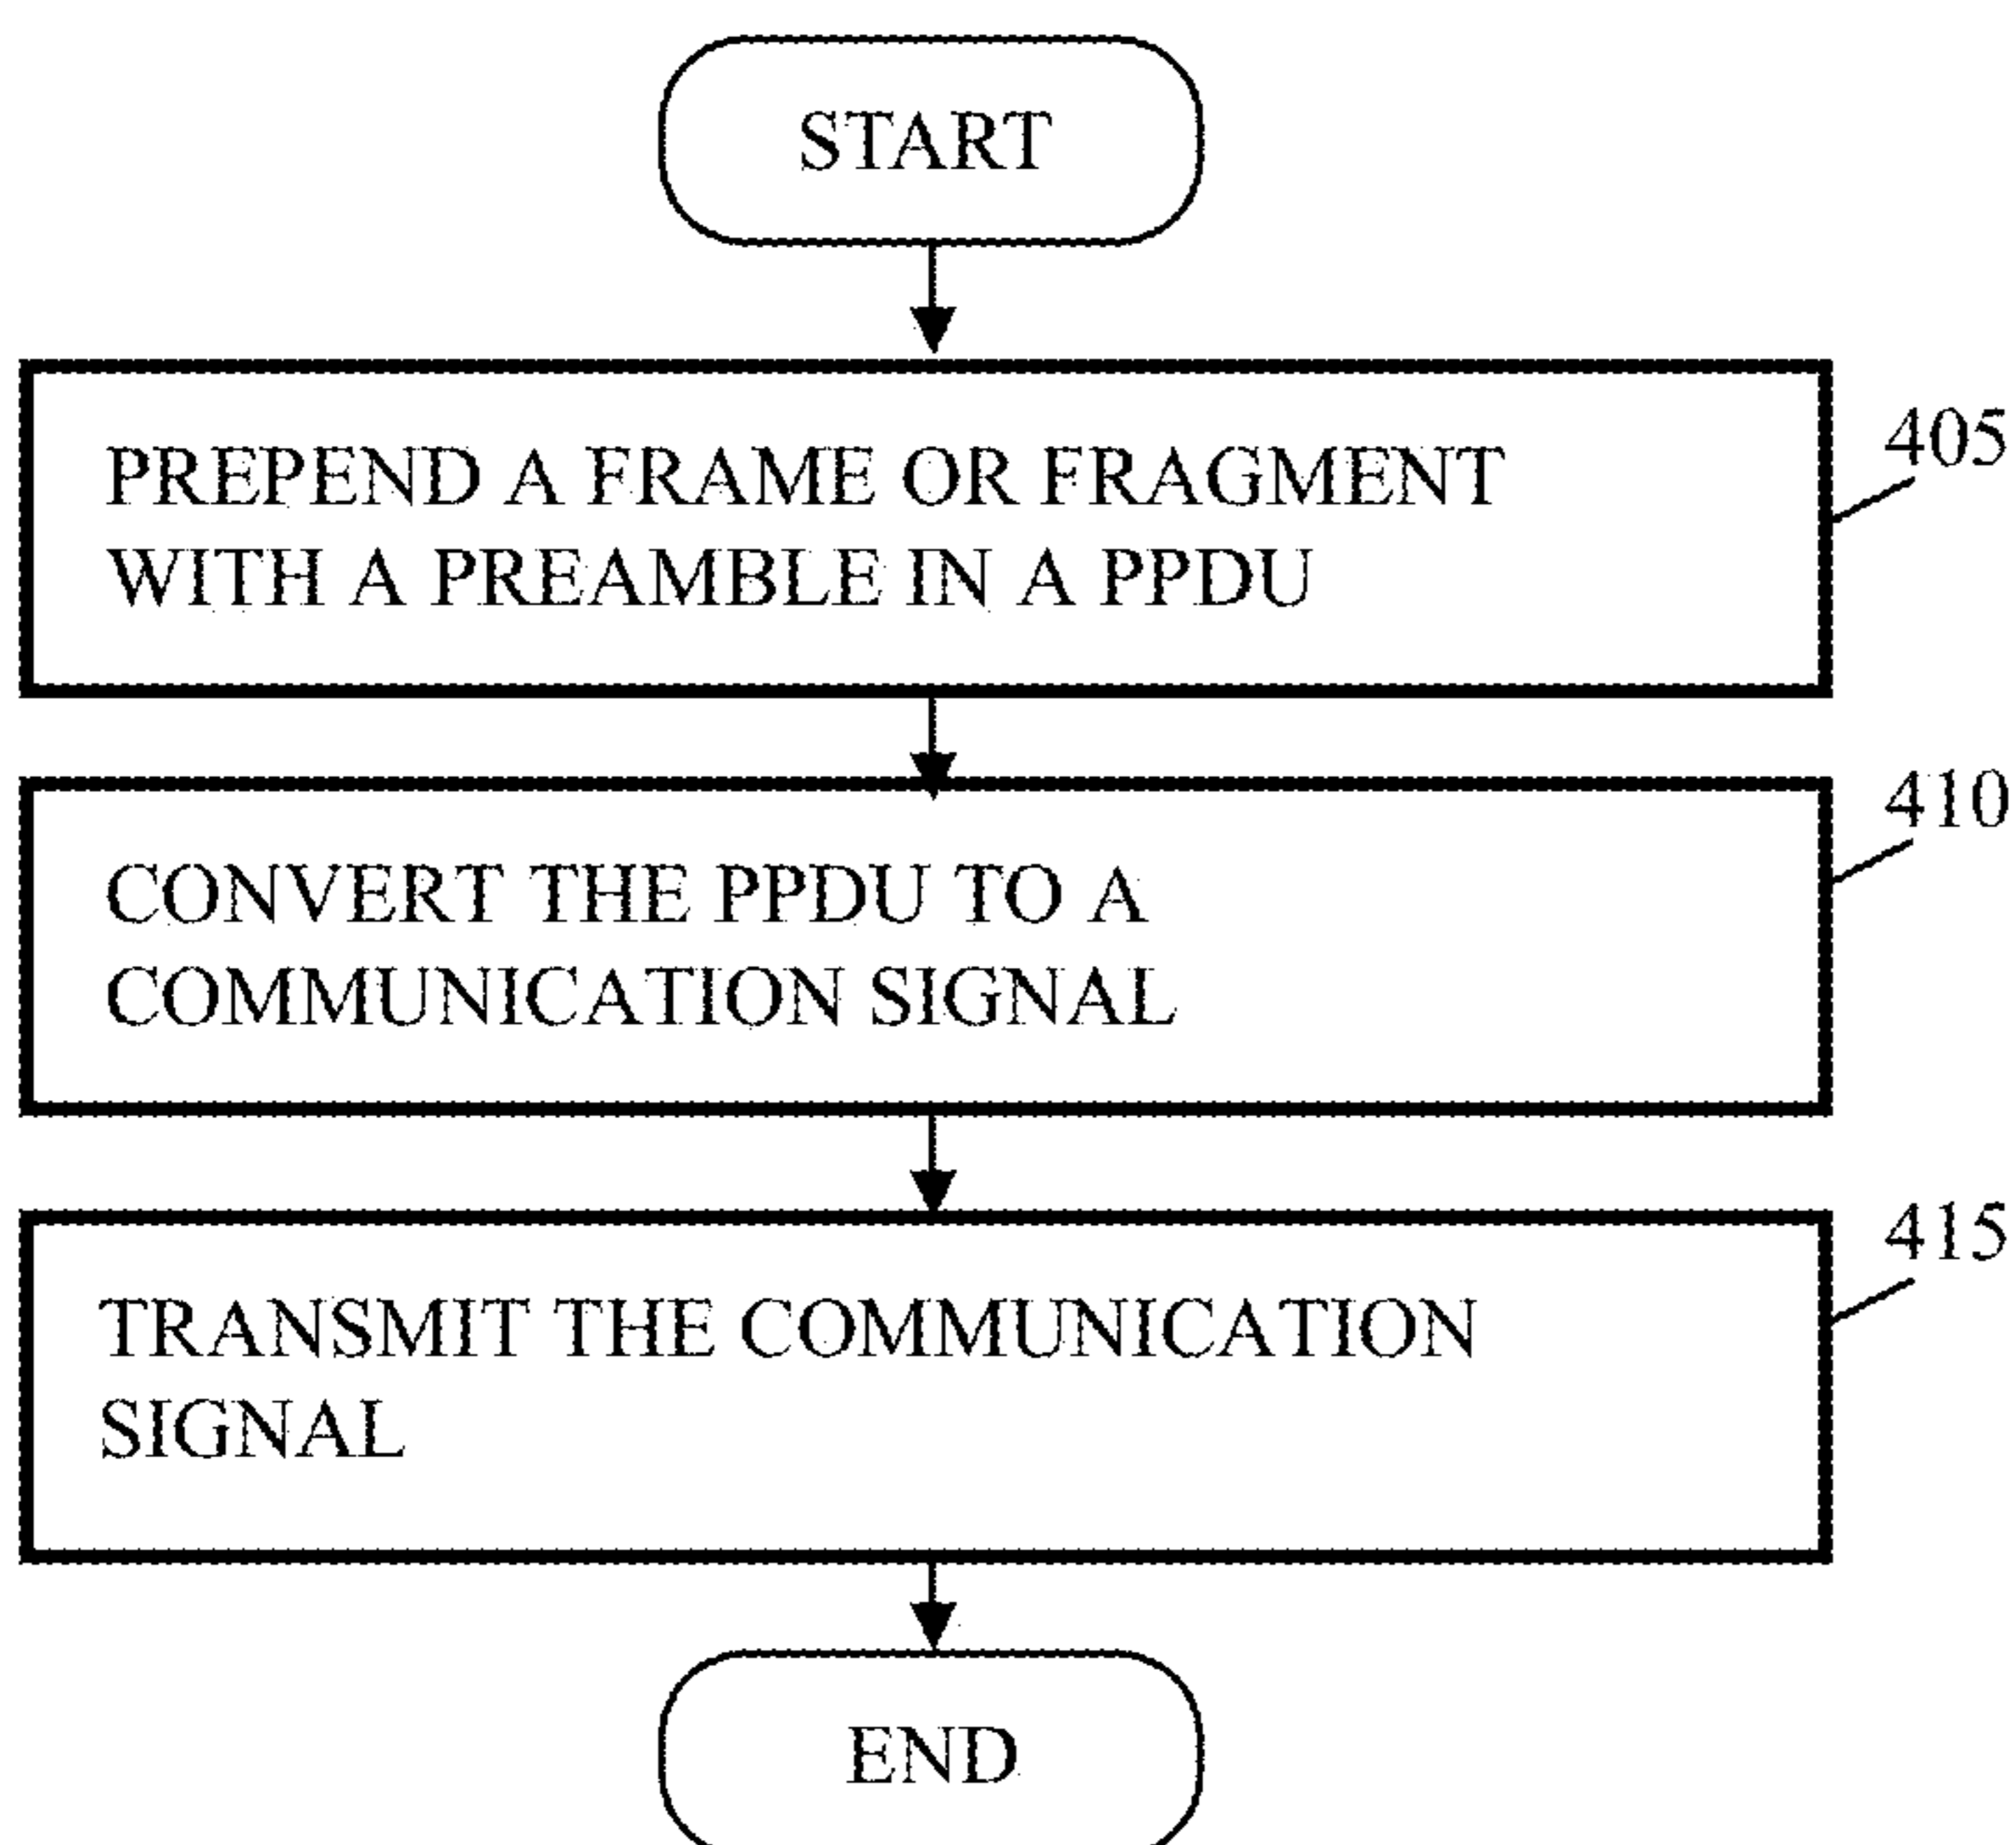 START
PREPEND A FRAME OR FRAGMENT
WITH A PREAMBLE IN A PPDU
405
CONVERT THE PPDU TO A
COMMUNICATION SIGNAL
410
TRANSMIT THE COMMUNICATION
SIGNAL
415
END